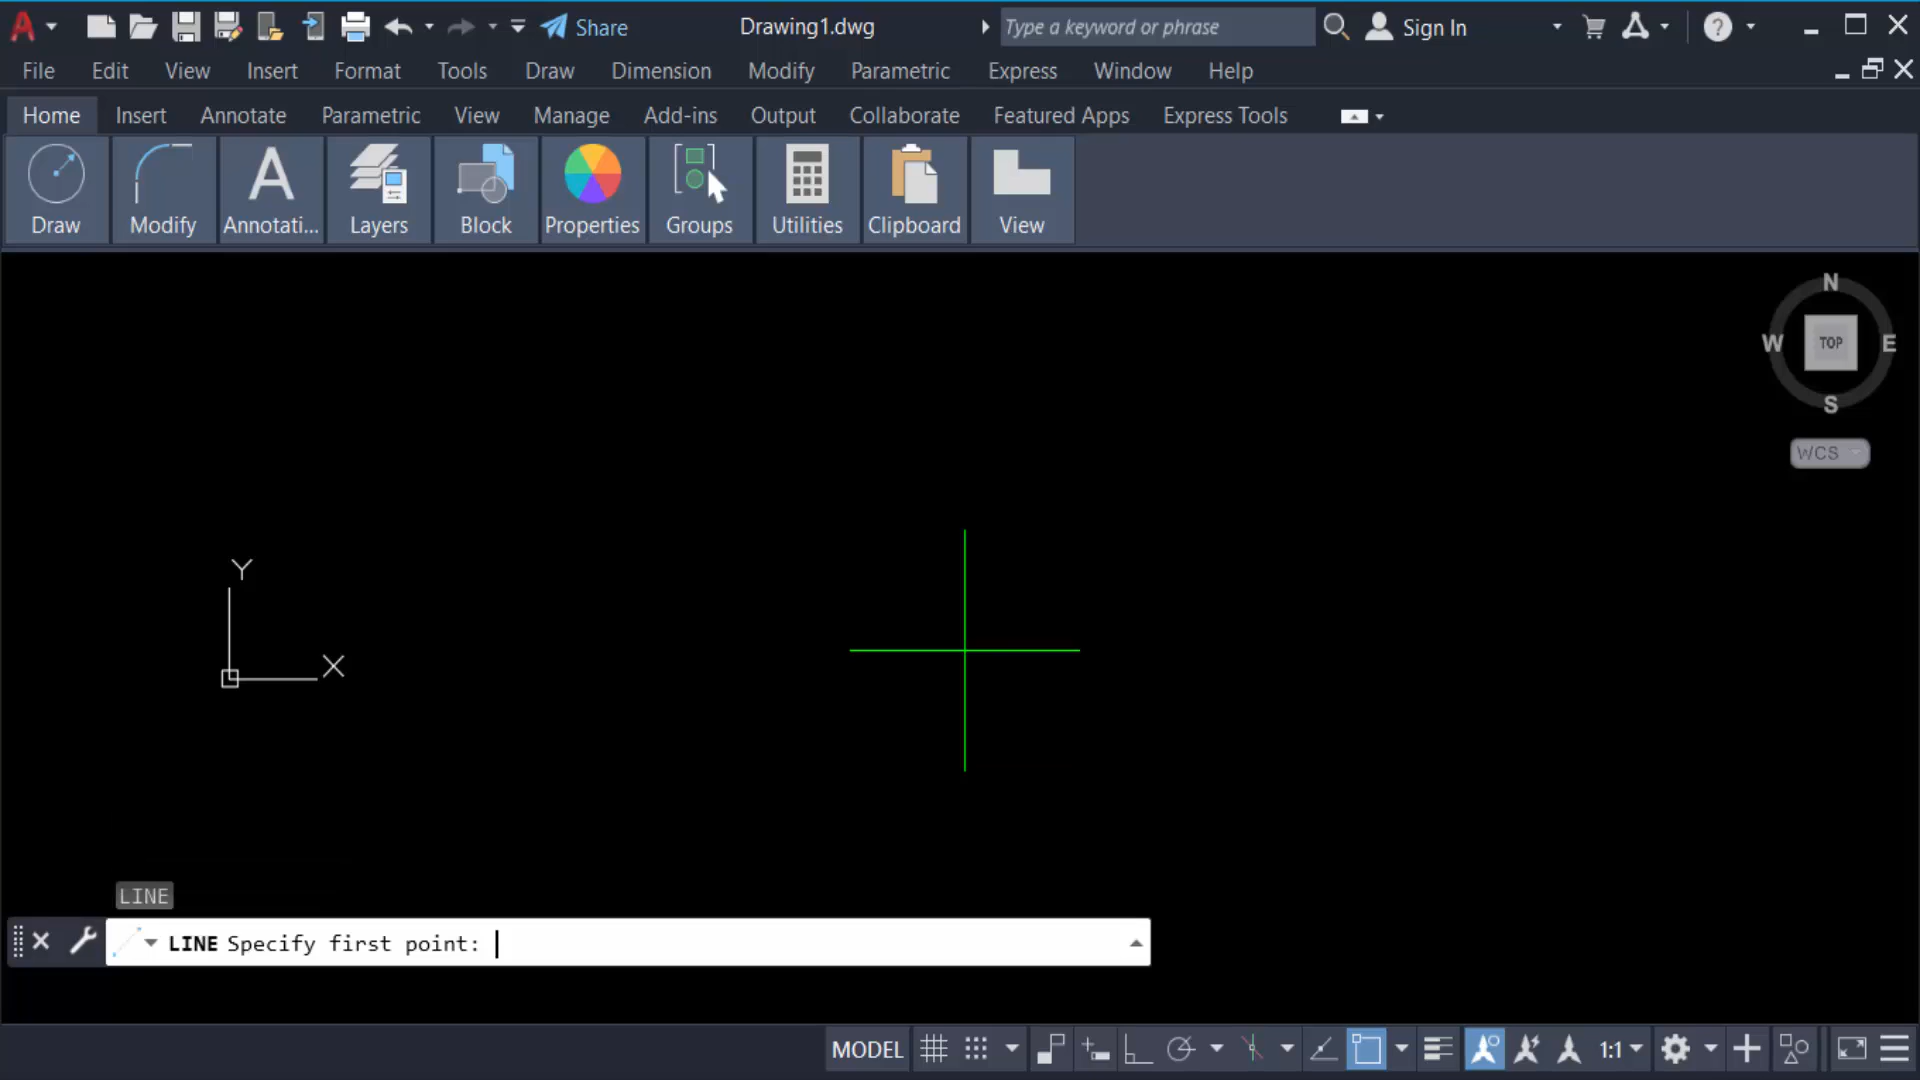 Share Drawing1.dwg Type a keyword or phrase Sign In
File Edit View Insert Format Tools Draw Dimension Modify Parametric Express Window Help
Home Insert Annotate Parametric View Manage Add-ins Output Collaborate Featured Apps Express Tools
Draw Modify Annotati... Layers Block Properties Groups Utilities Clipboard View
N
W TOP E
S
WCS
Y
X
LINE
LINE Specify first point:
MODEL 1:1